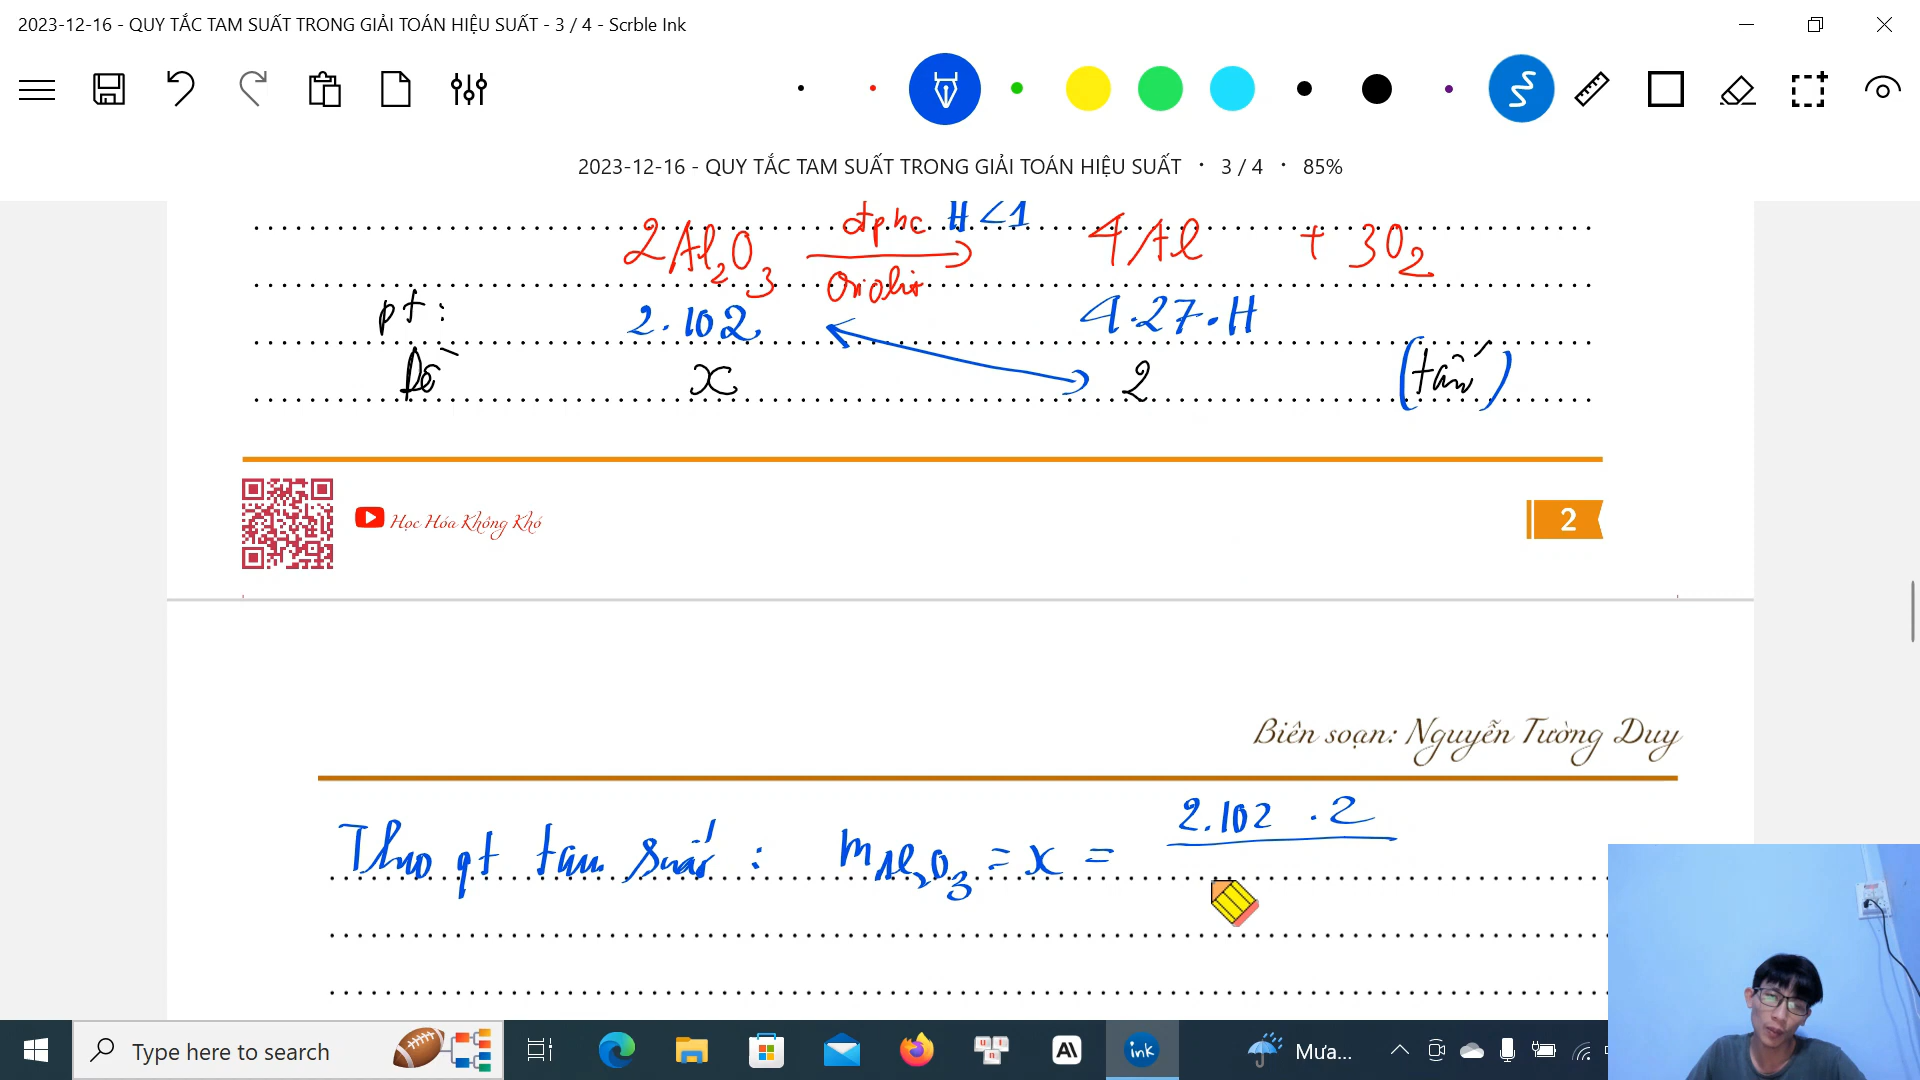 2023-12-16 - QUY TẮC TAM SUẤT TRONG GIẢI TOÁN HIỆU SUẤT - 3 / 4 - Scrble Ink
2023-12-16 - QUY TẮC TAM SUẤT TRONG GIẢI TOÁN HIỆU SUẤT · 3 / 4 · 85%
đpnc H <1
2Al2O3 → 4Al + 3O2
criolit
pt: 2.102 4.27.H
Đề x 2 (tấn)
Học Hóa Không Khó
2
Biên soạn: Nguyễn Tường Duy
2.102 .2
Theo qt tam suất : mAl2O3 = x =
Type here to search
ink
Mưa...